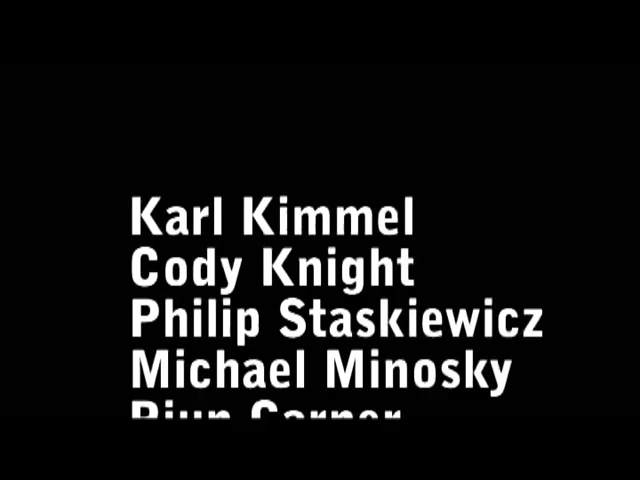 Karl Kimmel
Cody Knight
Philip Staskiewicz
Michael Minosky